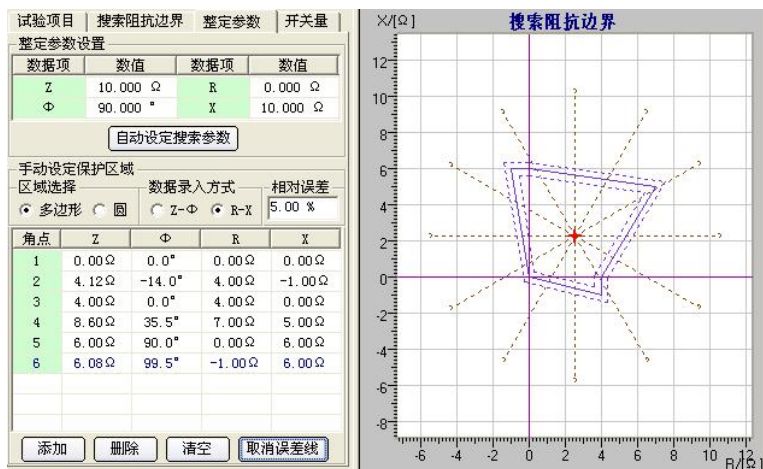 试验项目 搜索阻抗边界 整定参数 开关量
整定参数设置
数据项 数值 数据项 数值
Z 10.000 Ω R 0.000 Ω
Φ 90.000 ° X 10.000 Ω
自动设定搜索参数
手动设定保护区域
区域选择 数据录入方式 相对误差
多边形 圆 Z-Φ R-X 5.00 %
角点 Z Φ R X
1 0.00Ω 0.0° 0.00Ω 0.00Ω
2 4.12Ω -14.0° 4.00Ω -1.00Ω
3 4.00Ω 0.0° 4.00Ω 0.00Ω
4 8.60Ω 35.5° 7.00Ω 5.00Ω
5 6.00Ω 90.0° 0.00Ω 6.00Ω
6 6.08Ω 99.5° -1.00Ω 6.00Ω
添加 删除 清空 取消误差线
X/[Ω] 搜索阻抗边界
12
10
8
6
4
2
0
-2
-4
-6
-8
-6 -4 -2 0 2 4 6 8 10 12
R/[Ω]